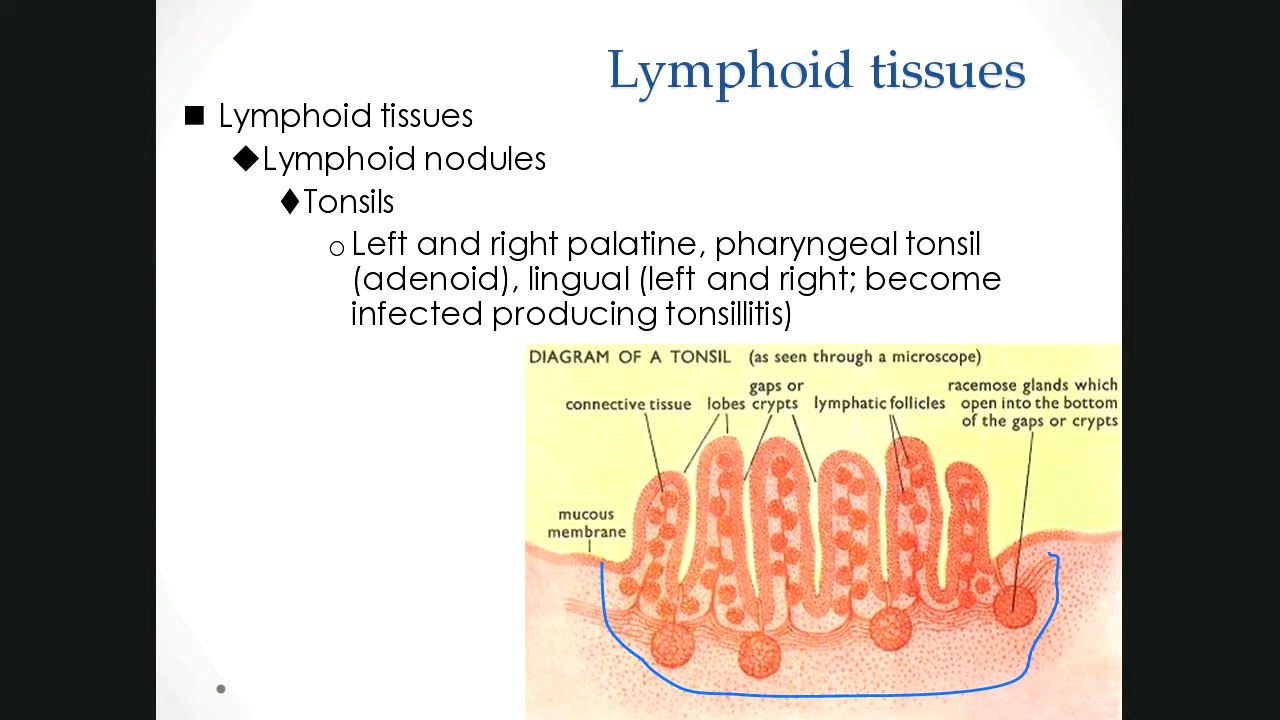 Lymphoid tissues
Lymphoid tissues
Lymphoid nodules
Tonsils
Left and right palatine, pharyngeal tonsil
(adenoid), lingual (left and right; become
infected producing tonsillitis)
DIAGRAM OF A TONSIL (as seen through a microscope)
connective tissue
lobes
gaps or
crypts
lymphatic follicles
racemose glands which
open into the bottom
of the gaps or crypts
mucous
membrane